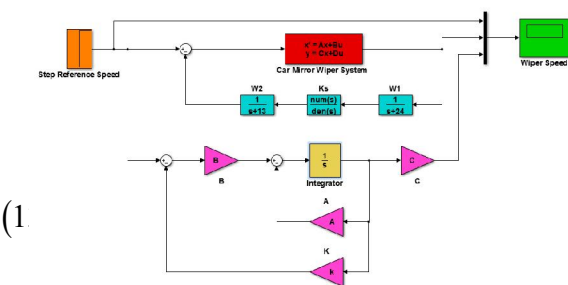 x' = Ax+Bu
y = Cx+Du
Step Reference Speed
Car Mirror Wiper System
Wiper Speed
W2
Ks
W1
1
s+12
num(s)
den(s)
1
s+24
B
1
s
C
B
Integrator
C
A
A
(1.
K
k